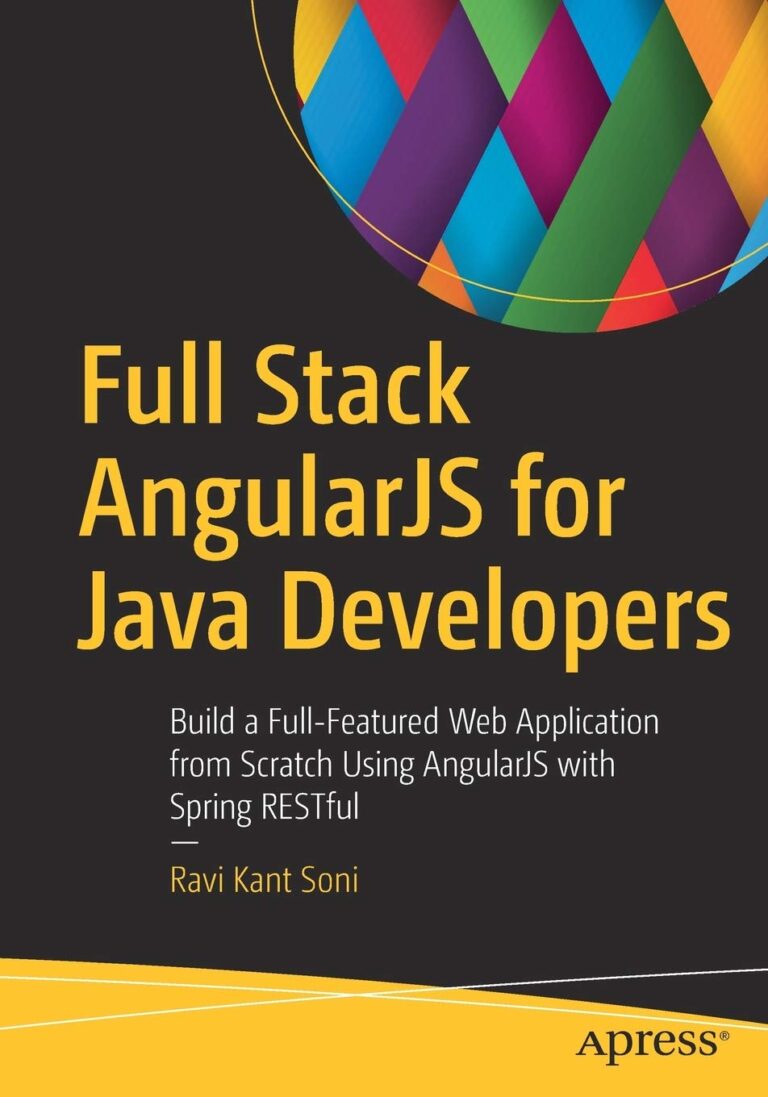 Full Stack
AngularJS for
Java Developers
Build a Full-Featured Web Application
from Scratch Using AngularJS with
Spring RESTful
—
Ravi Kant Soni
Apress®